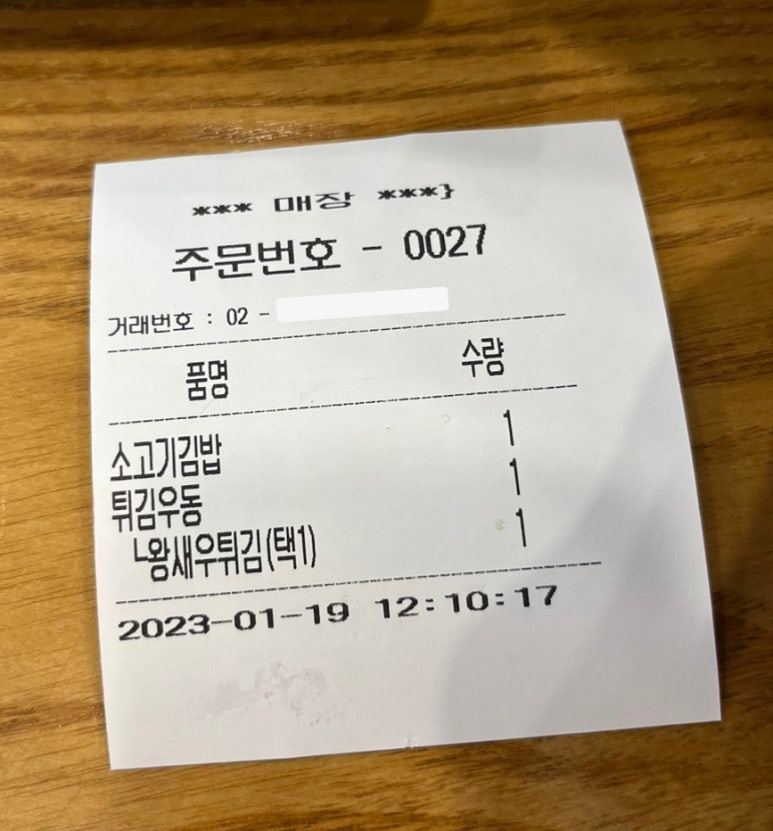 *** 매장 ***}
주문번호 - 0027
거래번호 : 02 -
품명 수량
소고기김밥 1
튀김우동 1
└왕새우튀김(택1) 1
2023-01-19 12:10:17